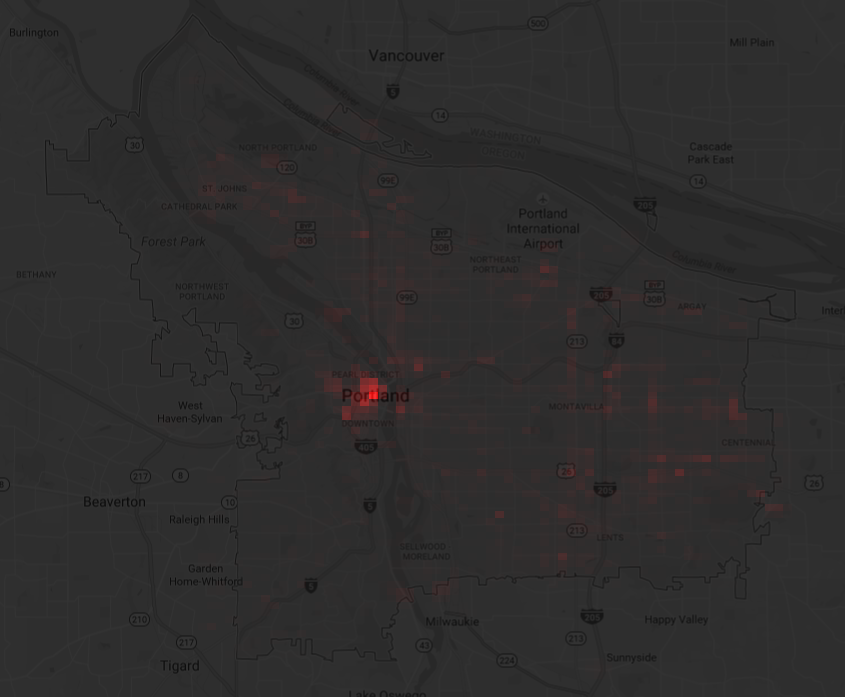 Burlington
500
Mill Plain
Vancouver
5
Columbia River
14
Columbia River
WASHINGTON
OREGON
30
NORTH PORTLAND
120
Cascade
Park East
14
99E
ST. JOHNS
CATHEDRAL PARK
205
Portland
International
Airport
BYP
30B
BYP
30B
Forest Park
NORTHEAST
PORTLAND
Columbia River
BETHANY
NORTHWEST
PORTLAND
99E
205
BYP
30B
ARGAY
30
213
84
PEARL DISTRICT
Portland
DOWNTOWN
West
Haven-Sylvan
MONTAVILLA
26
405
CENTENNIAL
217
8
26
205
26
Beaverton
10
5
Raleigh Hills
213
LENTS
SELLWOOD
MORELAND
Garden
Home-Whitford
5
210
Milwaukie
205
Happy Valley
217
43
213
Tigard
224
Sunnyside
Lake Oswego